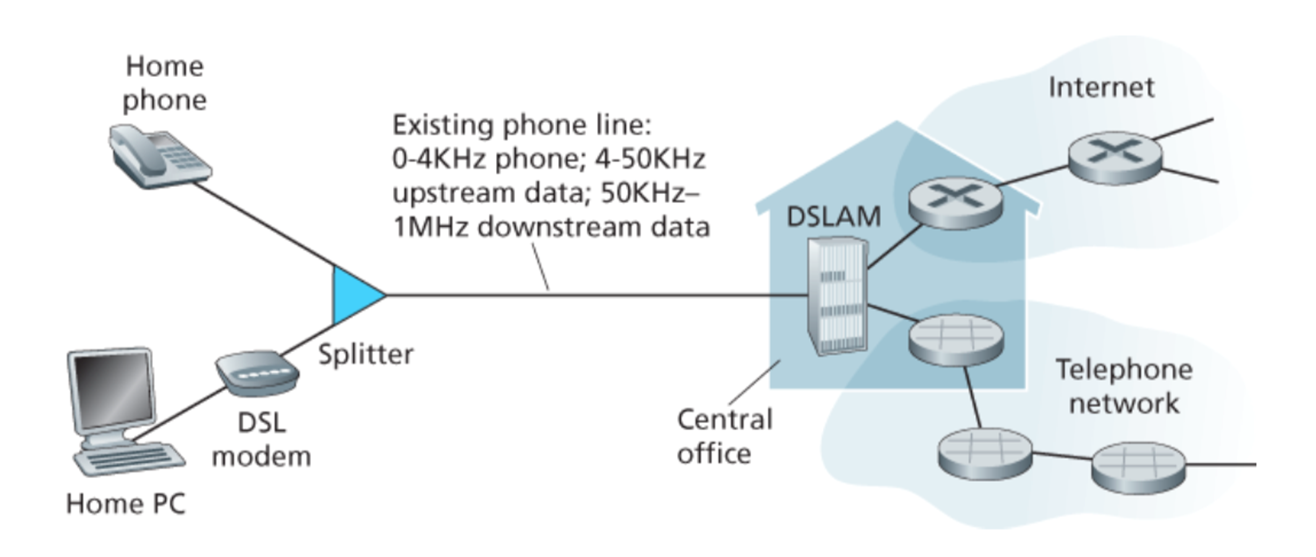 Home
phone
Existing phone line:
0-4KHz phone; 4-50KHz
upstream data; 50KHz–
1MHz downstream data
Internet
DSLAM
Splitter
DSL
modem
Home PC
Central
office
Telephone
network